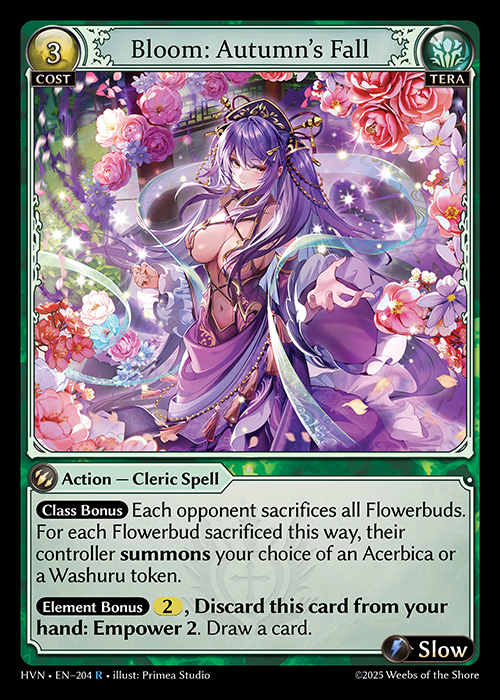 3
COST
Bloom: Autumn's Fall
TERA
Action — Cleric Spell
Class Bonus Each opponent sacrifices all Flowerbuds.
For each Flowerbud sacrificed this way, their
controller summons your choice of an Acerbica or
a Washuru token.
Element Bonus 2, Discard this card from your
hand: Empower 2. Draw a card.
Slow
HVN • EN-204 R • illust: Primea Studio
©2025 Weebs of the Shore